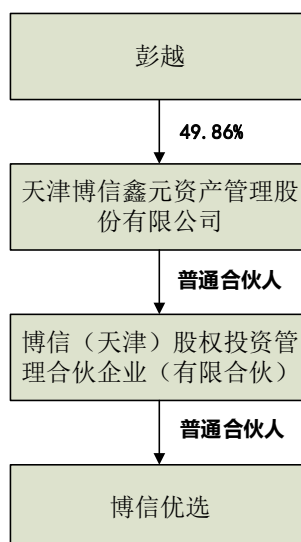 彭越
49.86%
天津博信鑫元资产管理股
份有限公司
普通合伙人
博信（天津）股权投资管
理合伙企业（有限合伙）
普通合伙人
博信优选